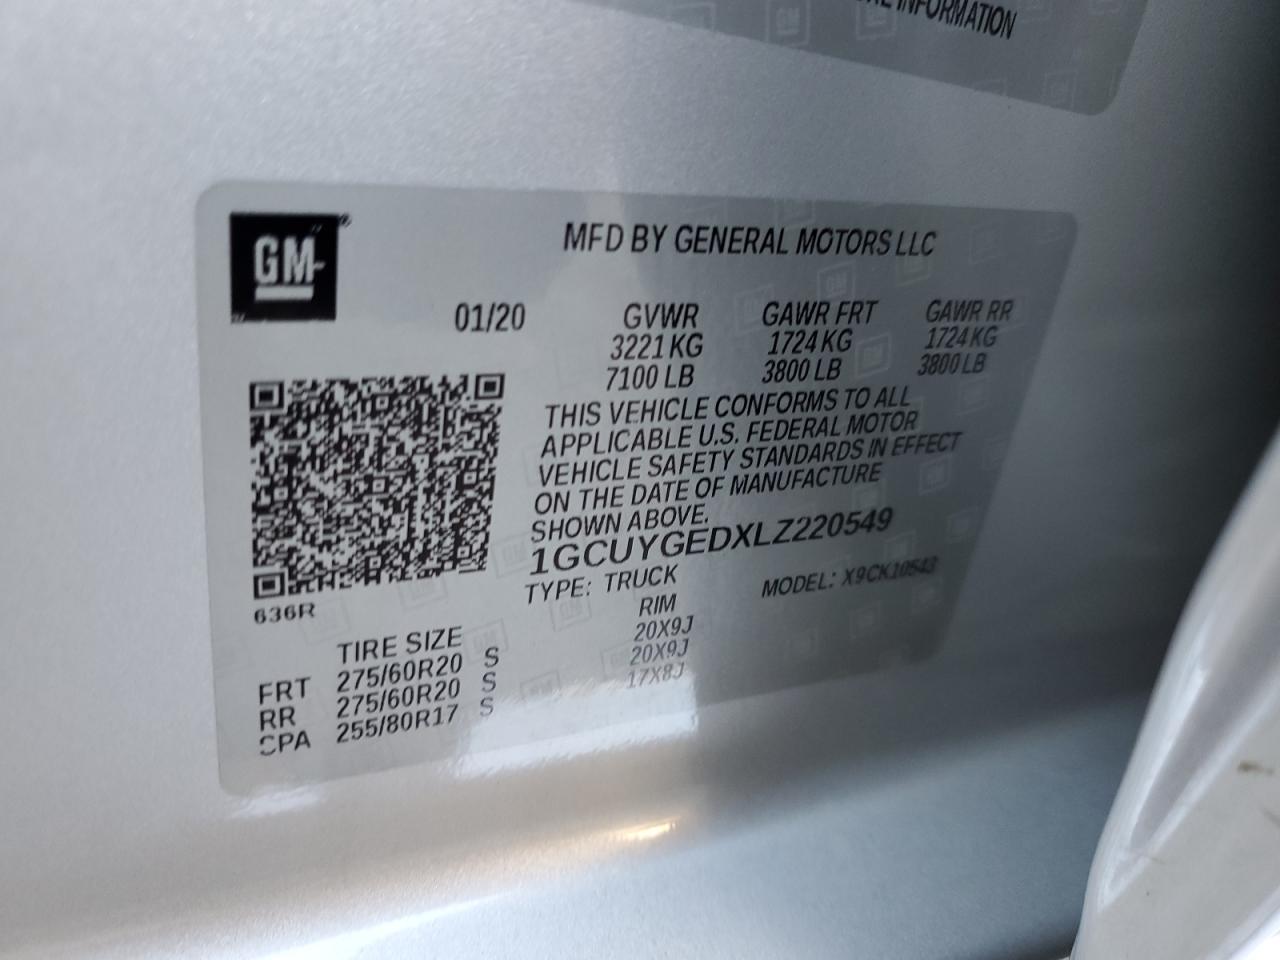 INFORMATION
GM
®
MFD BY GENERAL MOTORS LLC
01/20 GVWR GAWR FRT GAWR RR
3221 KG 1724 KG 1724 KG
7100 LB 3800 LB 3800 LB
THIS VEHICLE CONFORMS TO ALL
APPLICABLE U.S. FEDERAL MOTOR
VEHICLE SAFETY STANDARDS IN EFFECT
ON THE DATE OF MANUFACTURE
SHOWN ABOVE.
1GCUYGEDXLZ220549
TYPE: TRUCK MODEL: X9CK10543
636R
TIRE SIZE RIM
FRT 275/60R20 S 20X9J
RR 275/60R20 S 20X9J
SPA 255/80R17 S 17X8J